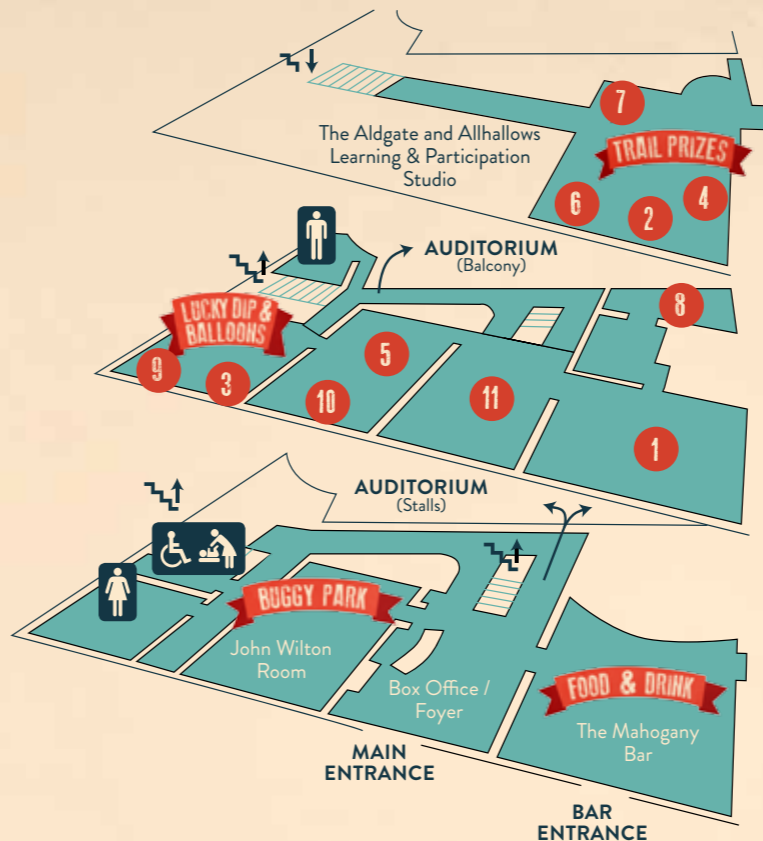 7
The Aldgate and Allhallows
Learning & Participation
Studio
TRAIL PRIZES
6
2
4
AUDITORIUM
(Balcony)
LUCKY DIP &
BALLOONS
8
9
3
5
10
11
1
AUDITORIUM
(Stalls)
BUGGY PARK
John Wilton
Room
Box Office /
Foyer
FOOD & DRINK
The Mahogany
Bar
MAIN
ENTRANCE
BAR
ENTRANCE